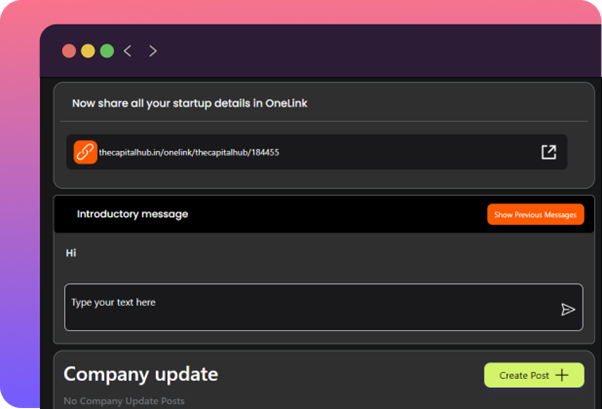 Now share all your startup details in OneLink
thecapitalhub.in/onelink/thecapitalhub/184455
Introductory message
Show Previous Messages
Hi
Type your text here
Company update
Create Post
No Company Update Posts